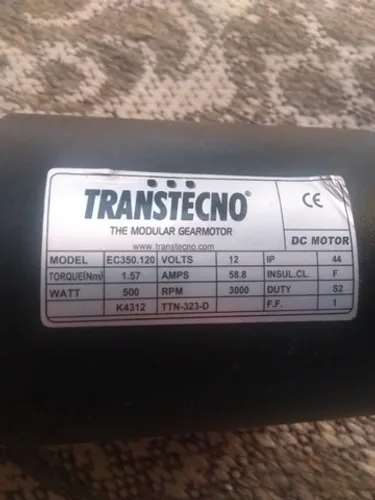 TRANSTECNO
THE MODULAR GEARMOTOR
www.transtecno.com
CE
DC MOTOR
MODEL EC350.120 VOLTS 12 IP 44
TORQUE(Nm) 1.57 AMPS 58.8 INSUL.CL. F
WATT 500 RPM 3000 DUTY S2
K4312 TTN-323-D F.F. 1